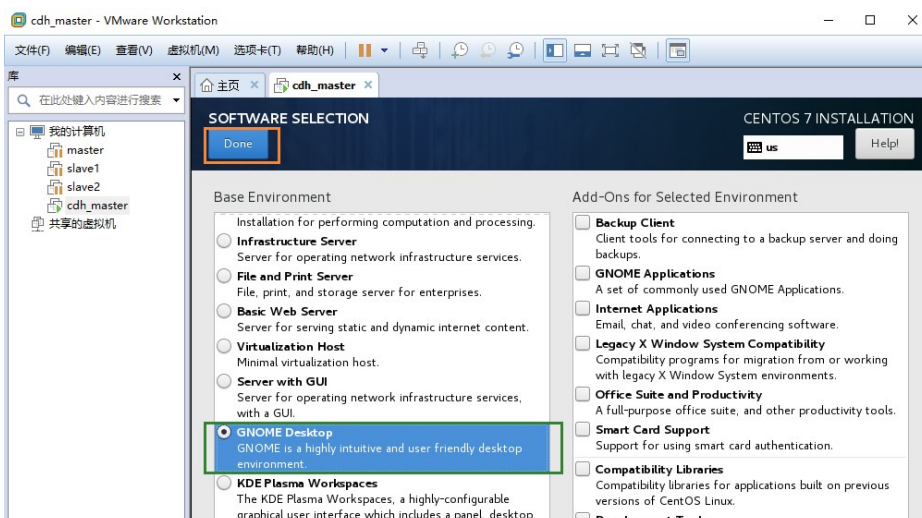 cdh_master - VMware Workstation
文件(F) 编辑(E) 查看(V) 虚拟机(M) 选项卡(T) 帮助(H)
库
在此处键入内容进行搜索
我的计算机
master
slave1
slave2
cdh_master
共享的虚拟机
主页 cdh_master
SOFTWARE SELECTION
Done
CENTOS 7 INSTALLATION
us
Help!
Base Environment
Installation for performing computation and processing.
Infrastructure Server
Server for operating network infrastructure services.
File and Print Server
File, print, and storage server for enterprises.
Basic Web Server
Server for serving static and dynamic internet content.
Virtualization Host
Minimal virtualization host.
Server with GUI
Server for operating network infrastructure services,
with a GUI.
GNOME Desktop
GNOME is a highly intuitive and user friendly desktop
environment.
KDE Plasma Workspaces
The KDE Plasma Workspaces, a highly-configurable
graphical user interface which includes a panel, desktop,
Add-Ons for Selected Environment
Backup Client
Client tools for connecting to a backup server and doing
backups.
GNOME Applications
A set of commonly used GNOME Applications.
Internet Applications
Email, chat, and video conferencing software.
Legacy X Window System Compatibility
Compatibility programs for migration from or working
with legacy X Window System environments.
Office Suite and Productivity
A full-purpose office suite, and other productivity tools.
Smart Card Support
Support for using smart card authentication.
Compatibility Libraries
Compatibility libraries for applications built on previous
versions of CentOS Linux.